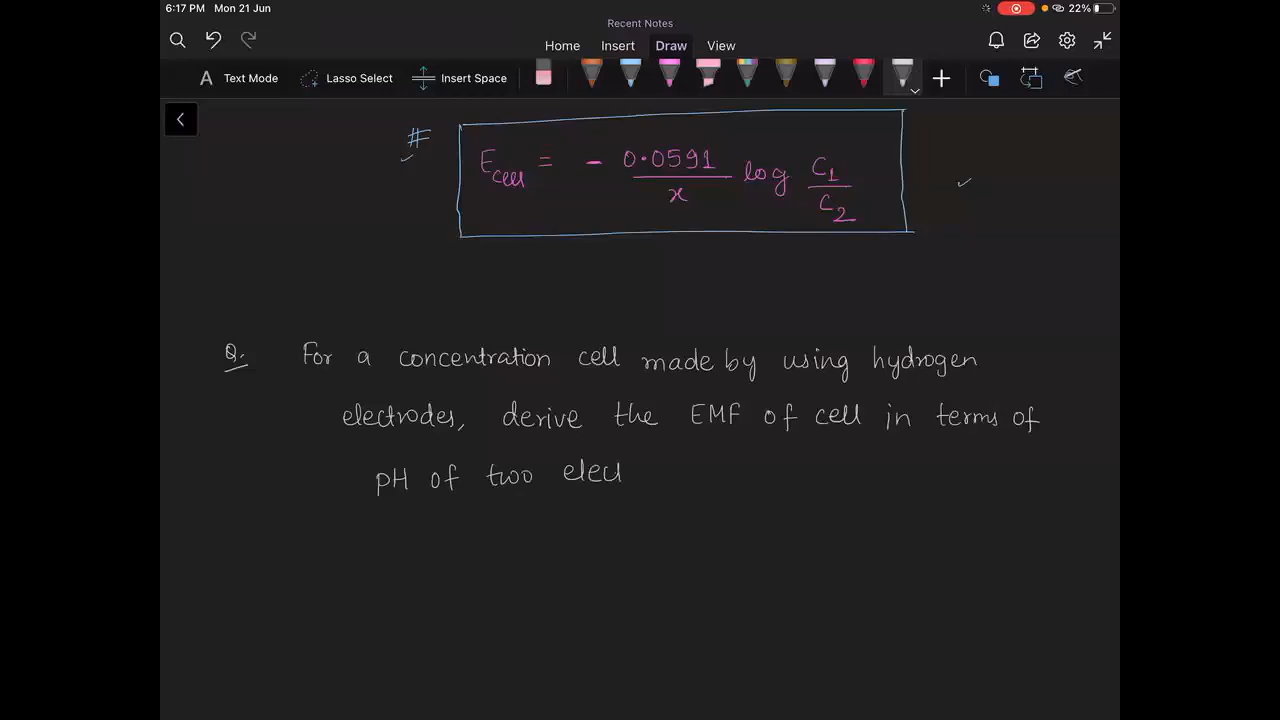 6:17 PM Mon 21 Jun
22%
Recent Notes
Home Insert Draw View
Text Mode Lasso Select Insert Space
# E cell = - 0.0591 / x log C1 / C2
Q. For a concentration cell made by using hydrogen
electrodes, derive the EMF of cell in terms of
pH of two elec